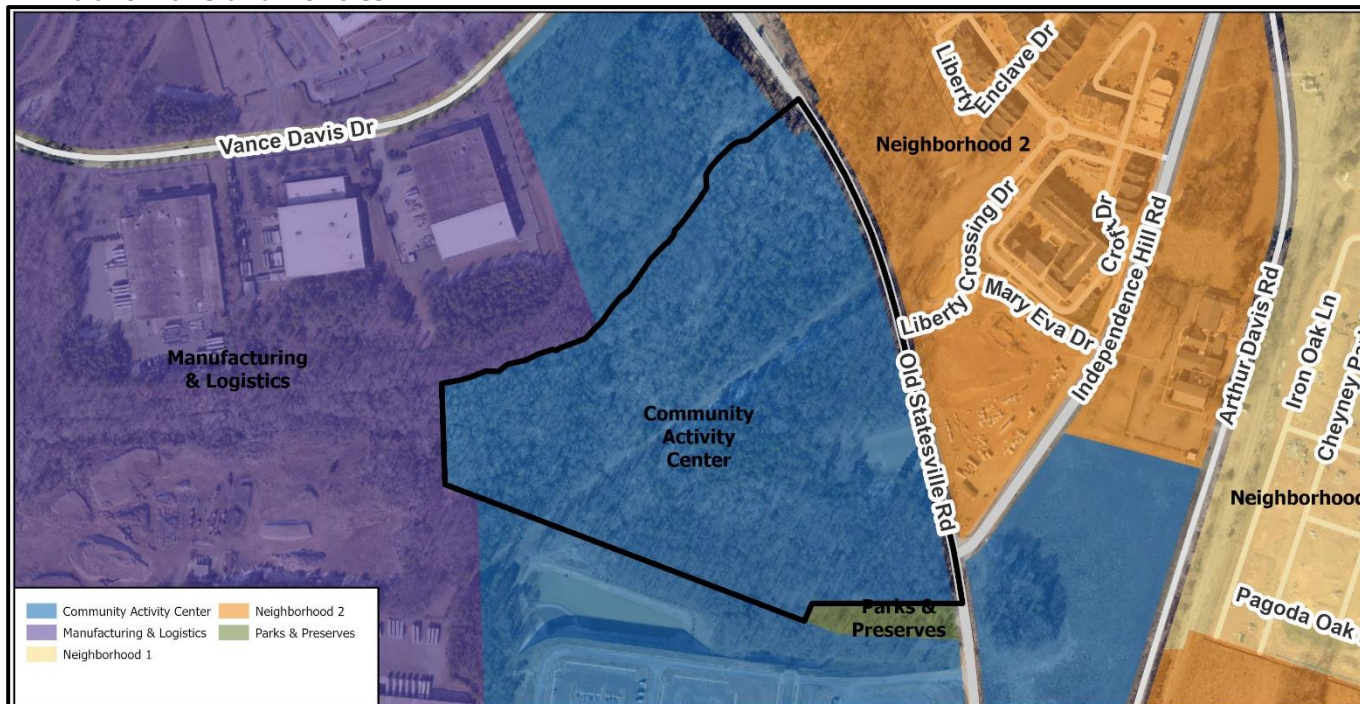 Vance Davis Dr
Liberty
Enclave Dr
Neighborhood 2
Liberty Crossing Dr
Croft Dr
Mary Eva Dr
Independence Hill Rd
Arthur Davis Rd
Iron Oak Ln
Cheyney
Old Statesville Rd
Manufacturing
& Logistics
Community
Activity
Center
Neighborhood
Pagoda Oak
Parks &
Preserves
Community Activity Center
Manufacturing & Logistics
Neighborhood 1
Neighborhood 2
Parks & Preserves